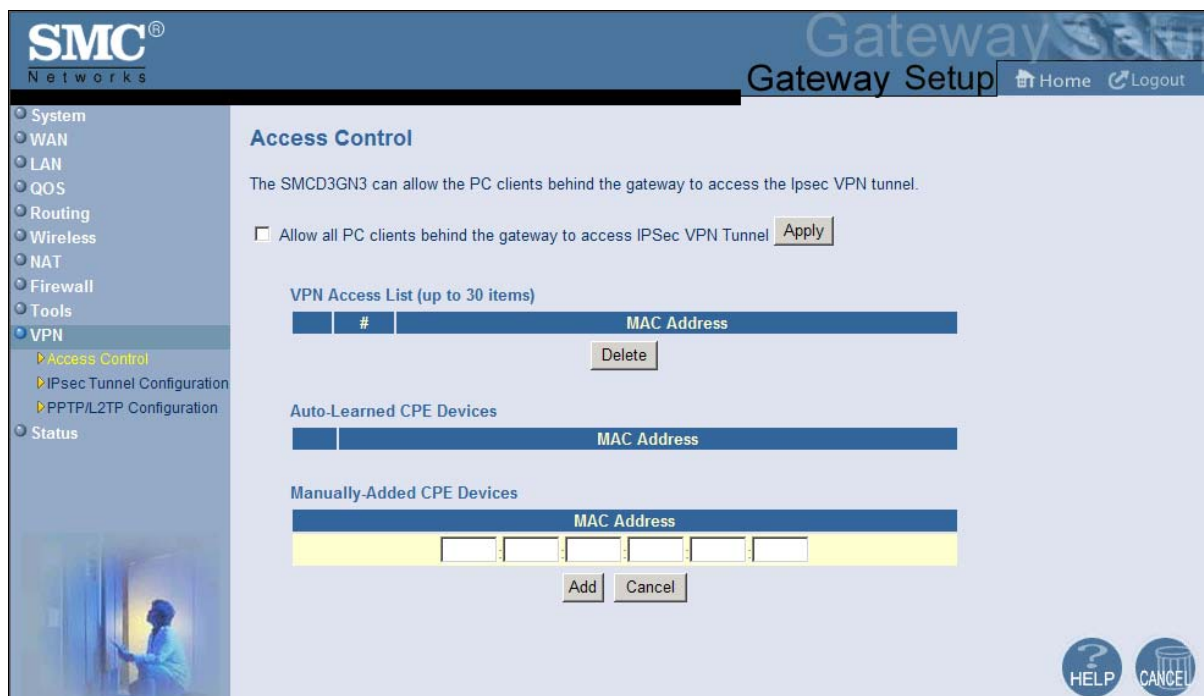 SMC®
Networks
Gateway Setup
Gateway Setup
Home
Logout
System
WAN
LAN
QOS
Routing
Wireless
NAT
Firewall
Tools
VPN
Access Control
IPsec Tunnel Configuration
PPTP/L2TP Configuration
Status
Access Control
The SMCD3GN3 can allow the PC clients behind the gateway to access the Ipsec VPN tunnel.
Allow all PC clients behind the gateway to access IPSec VPN Tunnel Apply
VPN Access List (up to 30 items)
# MAC Address
Delete
Auto-Learned CPE Devices
MAC Address
Manually-Added CPE Devices
MAC Address
: : : : :
Add Cancel
HELP CANCEL